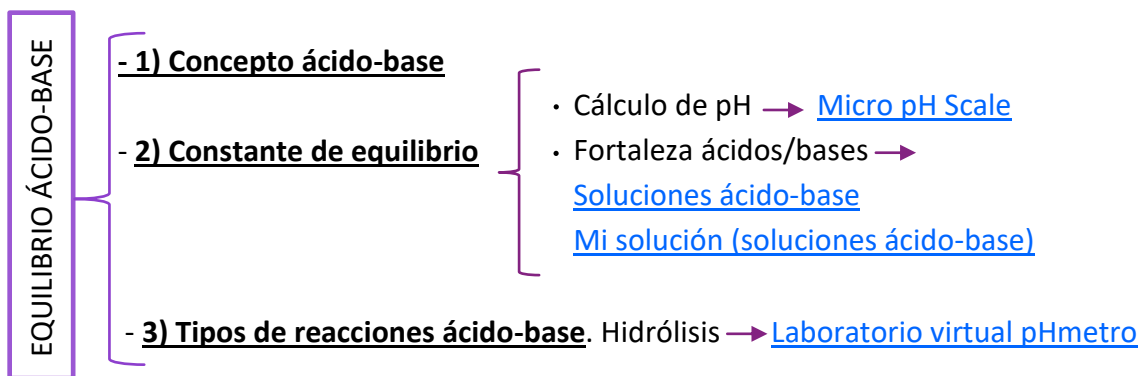 EQUILIBRIO ÁCIDO-BASE
- 1) Concepto ácido-base
- 2) Constante de equilibrio
· Cálculo de pH → Micro pH Scale
· Fortaleza ácidos/bases →
Soluciones ácido-base
Mi solución (soluciones ácido-base)
- 3) Tipos de reacciones ácido-base. Hidrólisis → Laboratorio virtual pHmetro